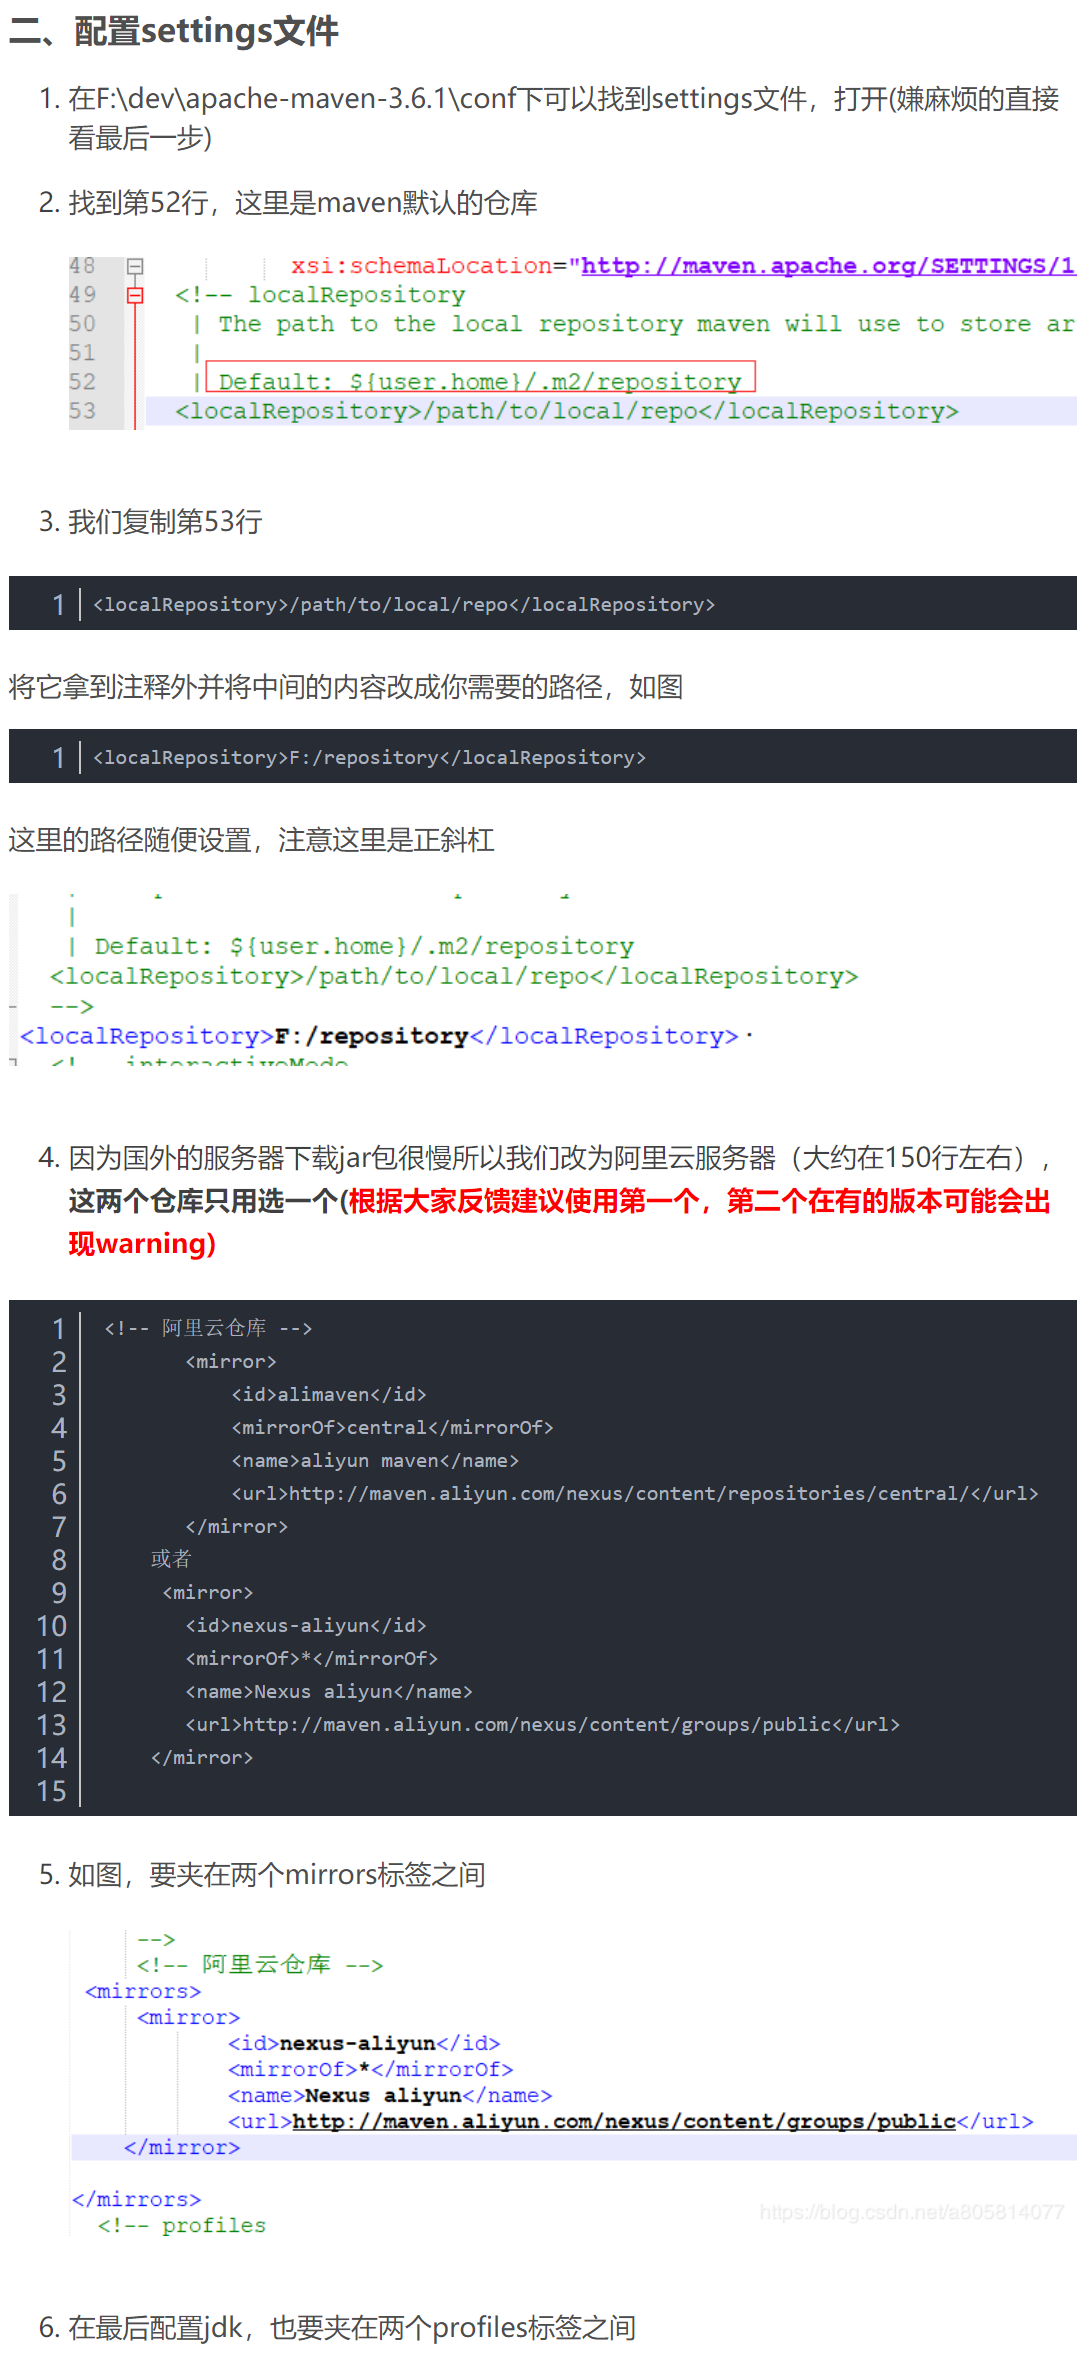 二、配置settings文件
1. 在F:\dev\apache-maven-3.6.1\conf下可以找到settings文件，打开(嫌麻烦的直接
看最后一步)
2. 找到第52行，这里是maven默认的仓库
48 xsi:schemaLocation="http://maven.apache.org/SETTINGS/1
49 <!-- localRepository
50 | The path to the local repository maven will use to store ar
51 |
52 | Default: ${user.home}/.m2/repository
53 <localRepository>/path/to/local/repo</localRepository>
3. 我们复制第53行
1 <localRepository>/path/to/local/repo</localRepository>
将它拿到注释外并将中间的内容改成你需要的路径，如图
1 <localRepository>F:/repository</localRepository>
这里的路径随便设置，注意这里是正斜杠
|
| Default: ${user.home}/.m2/repository
<localRepository>/path/to/local/repo</localRepository>
-->
<localRepository>F:/repository</localRepository>
4. 因为国外的服务器下载jar包很慢所以我们改为阿里云服务器（大约在150行左右），
这两个仓库只用选一个(根据大家反馈建议使用第一个，第二个在有的版本可能会出
现warning)
1 <!-- 阿里云仓库 -->
2 <mirror>
3 <id>alimaven</id>
4 <mirrorOf>central</mirrorOf>
5 <name>aliyun maven</name>
6 <url>http://maven.aliyun.com/nexus/content/repositories/central/</url>
7 </mirror>
8 或者
9 <mirror>
10 <id>nexus-aliyun</id>
11 <mirrorOf>*</mirrorOf>
12 <name>Nexus aliyun</name>
13 <url>http://maven.aliyun.com/nexus/content/groups/public</url>
14 </mirror>
15
5. 如图，要夹在两个mirrors标签之间
-->
<!-- 阿里云仓库 -->
<mirrors>
<mirror>
<id>nexus-aliyun</id>
<mirrorOf>*</mirrorOf>
<name>Nexus aliyun</name>
<url>http://maven.aliyun.com/nexus/content/groups/public</url>
</mirror>
</mirrors>
https://blog.csdn.net/a805814077
<!-- profiles
6. 在最后配置jdk，也要夹在两个profiles标签之间